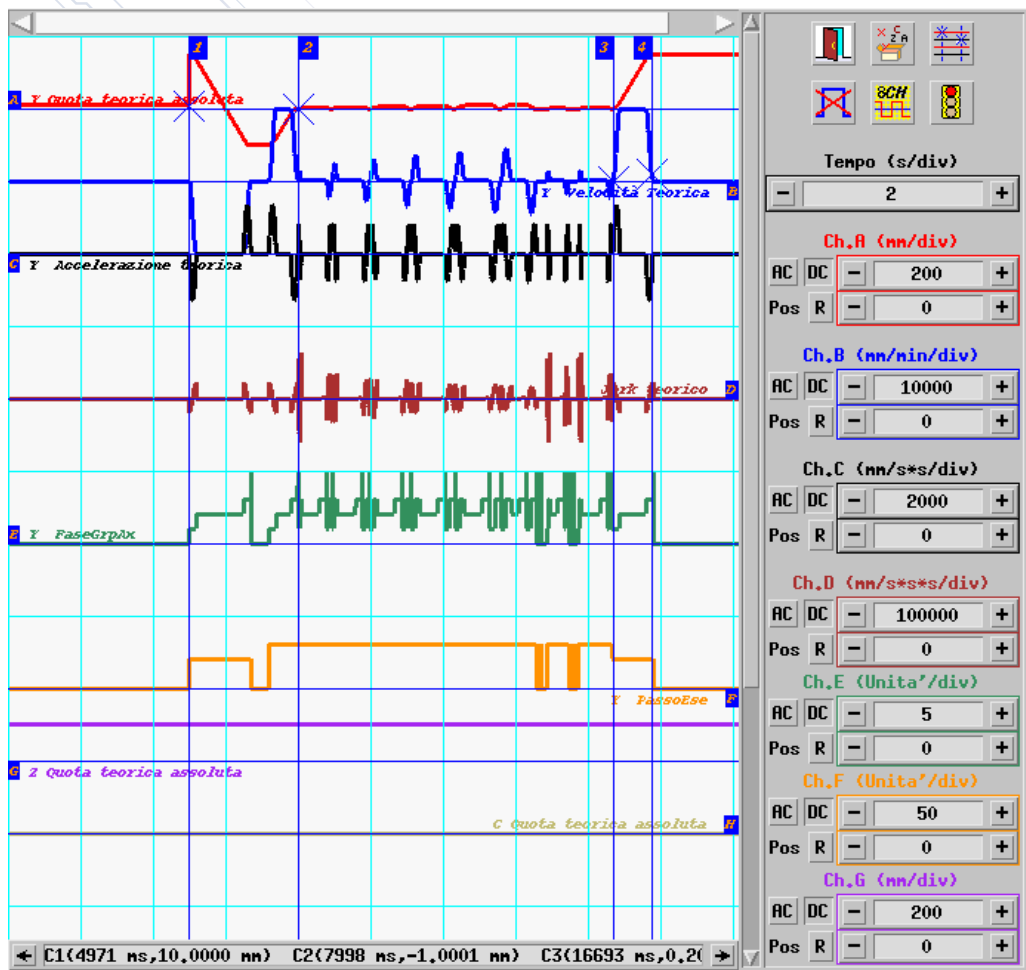 1 2 3 4
A Y Quota teorica assoluta
Y Velocità Teorica B
C Y Accelerazione teorica
Jerk teorico D
E Y FaseGrpAx
Y PassoEse F
G Z Quota teorica assoluta
C Quota teorica assoluta H
C1(4971 ms,10.0000 mm) C2(7998 ms,-1.0001 mm) C3(16693 ms,0.20
× C Z A
8CH
Tempo (s/div)
− 2 +
Ch.A (mm/div)
AC DC − 200 +
Pos R − 0 +
Ch.B (mm/min/div)
AC DC − 10000 +
Pos R − 0 +
Ch.C (mm/s*s/div)
AC DC − 2000 +
Pos R − 0 +
Ch.D (mm/s*s*s/div)
AC DC − 100000 +
Pos R − 0 +
Ch.E (Unita'/div)
AC DC − 5 +
Pos R − 0 +
Ch.F (Unita'/div)
AC DC − 50 +
Pos R − 0 +
Ch.G (mm/div)
AC DC − 200 +
Pos R − 0 +